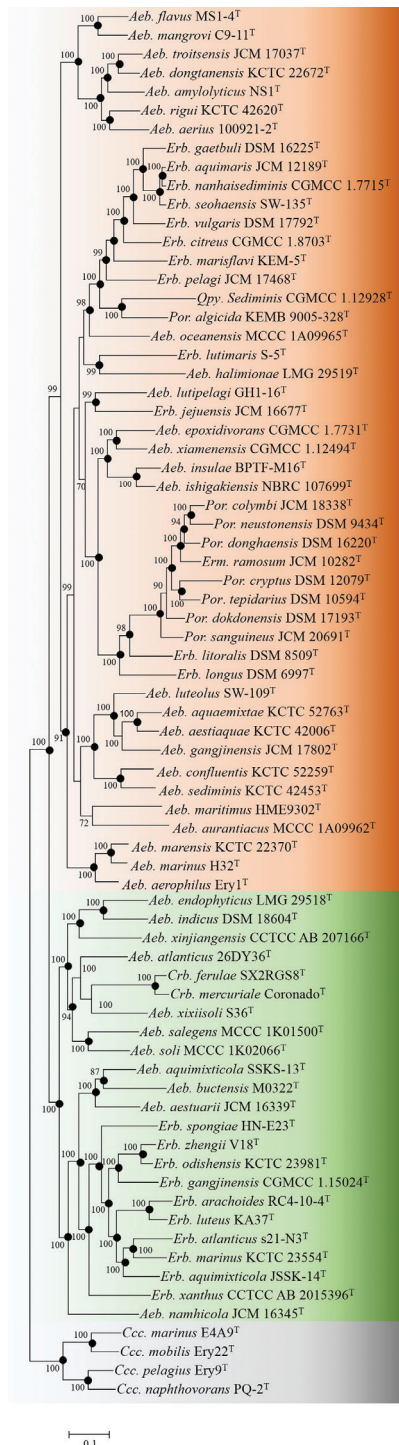 Aeb. flavus MS1-4T
Aeb. mangrovi C9-11T
Aeb. troitsensis JCM 17037T
Aeb. dongtanensis KCTC 22672T
Aeb. amylolyticus NS1T
Aeb. rigui KCTC 42620T
Aeb. aerius 100921-2T
Erb. gaetbuli DSM 16225T
Erb. aquimaris JCM 12189T
Erb. nanhaisediminis CGMCC 1.7715T
Erb. seohaensis SW-135T
Erb. vulgaris DSM 17792T
Erb. citreus CGMCC 1.8703T
Erb. marisflavi KEM-5T
Erb. pelagi JCM 17468T
Qpy. Sediminis CGMCC 1.12928T
Por. algicida KEMB 9005-328T
Aeb. oceanensis MCCC 1A09965T
Erb. lutimaris S-5T
Aeb. halimionae LMG 29519T
Aeb. lutipelagi GH1-16T
Erb. jejuensis JCM 16677T
Aeb. epoxidivorans CGMCC 1.7731T
Aeb. xiamenensis CGMCC 1.12494T
Aeb. insulae BPTF-M16T
Aeb. ishigakiensis NBRC 107699T
Por. colymbi JCM 18338T
Por. neustonensis DSM 9434T
Por. donghaensis DSM 16220T
Erm. ramosum JCM 10282T
Por. cryptus DSM 12079T
Por. tepidarius DSM 10594T
Por. dokdonensis DSM 17193T
Por. sanguineus JCM 20691T
Erb. litoralis DSM 8509T
Erb. longus DSM 6997T
Aeb. luteolus SW-109T
Aeb. aquaemixtae KCTC 52763T
Aeb. aestiaquae KCTC 42006T
Aeb. gangjinensis JCM 17802T
Aeb. confluentis KCTC 52259T
Aeb. sediminis KCTC 42453T
Aeb. maritimus HME9302T
Aeb. aurantiacus MCCC 1A09962T
Aeb. marensis KCTC 22370T
Aeb. marinus H32T
Aeb. aerophilus Ery1T
Aeb. endophyticus LMG 29518T
Aeb. indicus DSM 18604T
Aeb. xinjiangensis CCTCC AB 207166T
Aeb. atlanticus 26DY36T
Crb. ferulae SX2RGS8T
Crb. mercuriale CoronadoT
Aeb. xixiisoli S36T
Aeb. salegens MCCC 1K01500T
Aeb. soli MCCC 1K02066T
Aeb. aquimixticola SSKS-13T
Aeb. buctensis M0322T
Aeb. aestuarii JCM 16339T
Erb. spongiae HN-E23T
Erb. zhengii V18T
Erb. odishensis KCTC 23981T
Erb. gangjinensis CGMCC 1.15024T
Erb. arachoides RC4-10-4T
Erb. luteus KA37T
Erb. atlanticus s21-N3T
Erb. marinus KCTC 23554T
Erb. aquimixticola JSSK-14T
Erb. xanthus CCTCC AB 2015396T
Aeb. namhicola JCM 16345T
Ccc. marinus E4A9T
Ccc. mobilis Ery22T
Ccc. pelagius Ery9T
Ccc. naphthovorans PQ-2T
0.1